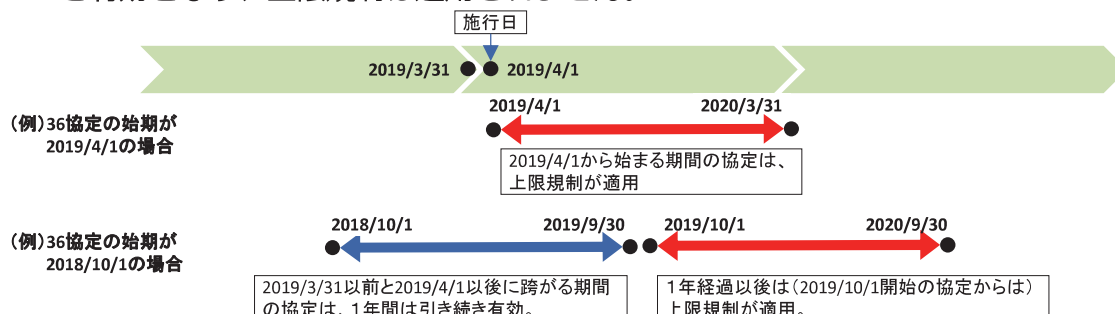 施行日
2019/3/31
2019/4/1
2019/4/1
2020/3/31
（例）36協定の始期が
2019/4/1の場合
2019/4/1から始まる期間の協定は、
上限規制が適用
2018/10/1
2019/9/30
2019/10/1
2020/9/30
（例）36協定の始期が
2018/10/1の場合
2019/3/31以前と2019/4/1以後に跨がる期間
の協定は、１年間は引き続き有効。
１年経過以後は（2019/10/1開始の協定からは）
上限規制が適用。